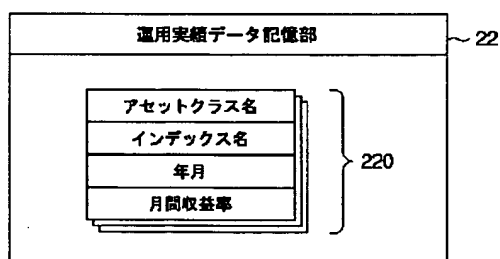 運用実績データ記憶部
22
アセットクラス名
インデックス名
年月
月間収益率
220